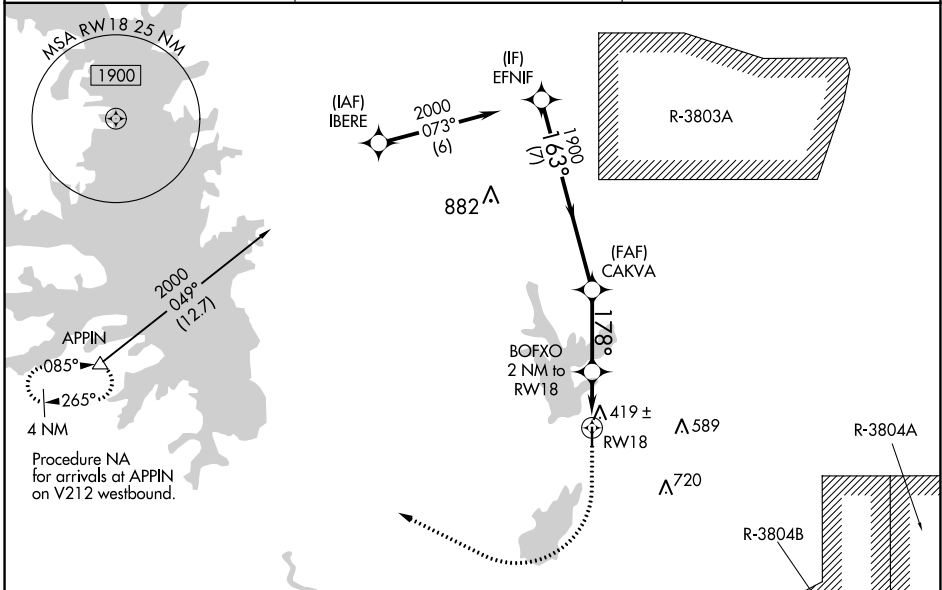 MSA RW18 25 NM
1900
(IAF)
IBERE
2000
073°
(6)
(IF)
EFNIF
1900
163°
(7)
R-3803A
882
(FAF)
CAKVA
178°
BOFXO
2 NM to
RW18
419 ±
RW18
589
720
2000
049°
(12.7)
APPIN
085°
265°
4 NM
Procedure NA
for arrivals at APPIN
on V212 westbound.
R-3804A
R-3804B